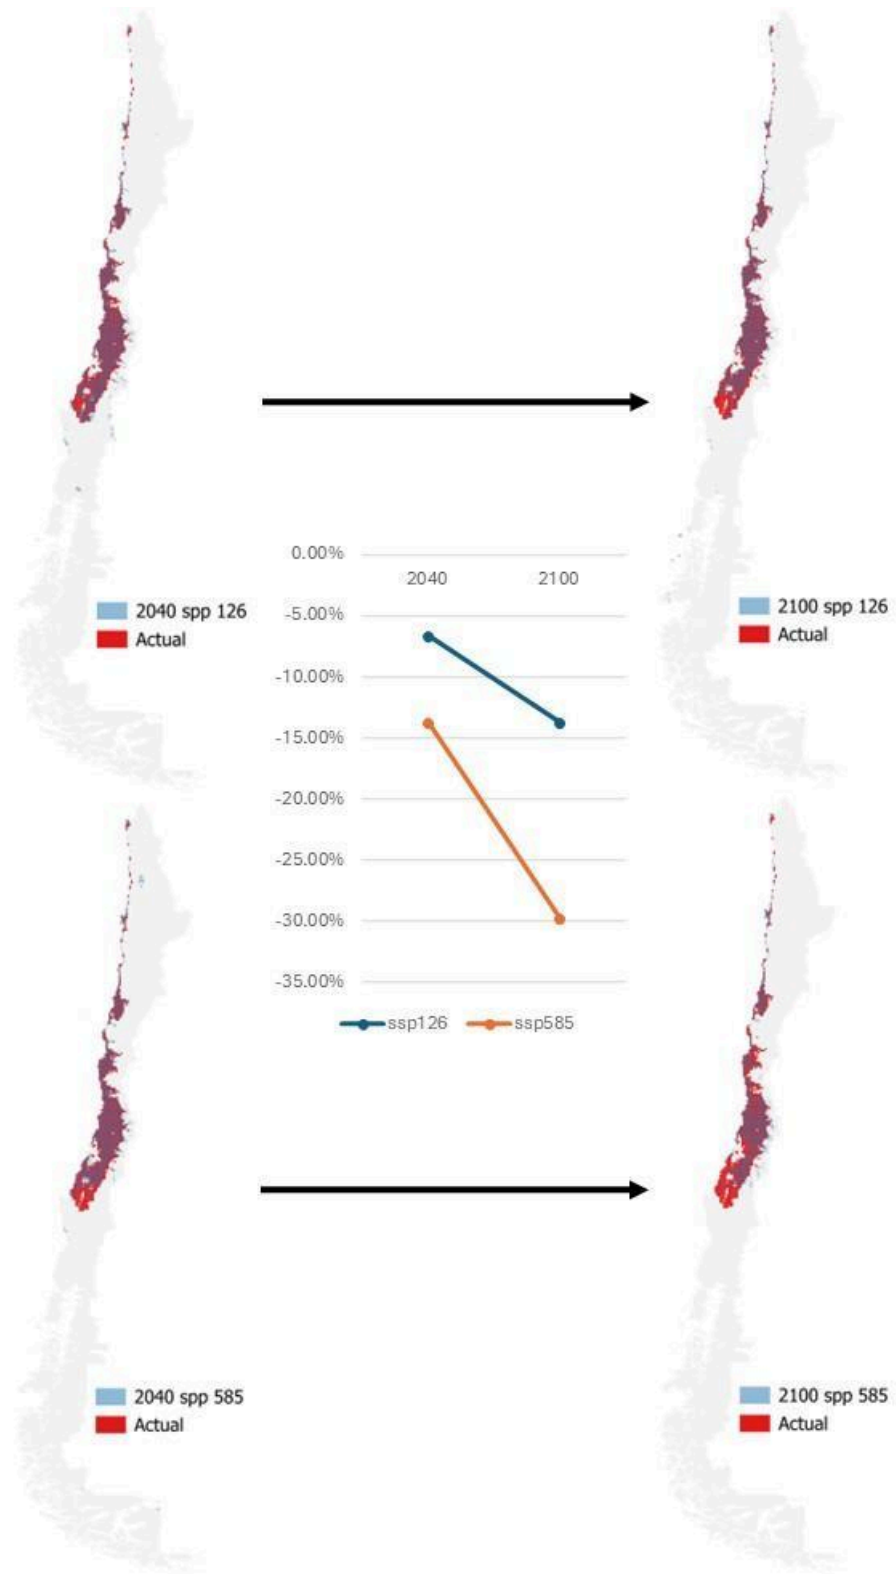 2040 spp 126
Actual
2100 spp 126
Actual
0.00%
2040 2100
-5.00%
-10.00%
-15.00%
-20.00%
-25.00%
-30.00%
-35.00%
ssp126 ssp585
2040 spp 585
Actual
2100 spp 585
Actual